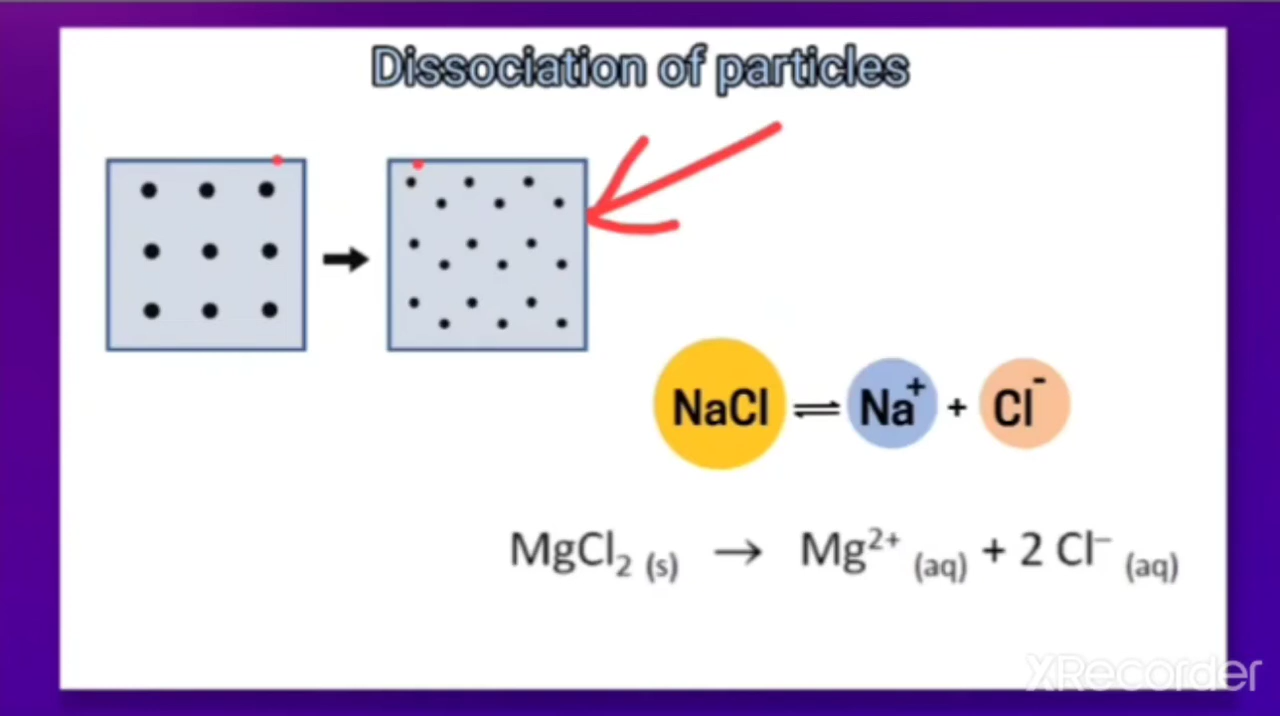 Dissociation of particles
NaCl ⇌ Na⁺ + Cl⁻
MgCl₂ (s) → Mg²⁺ (aq) + 2 Cl⁻ (aq)
XRecorder